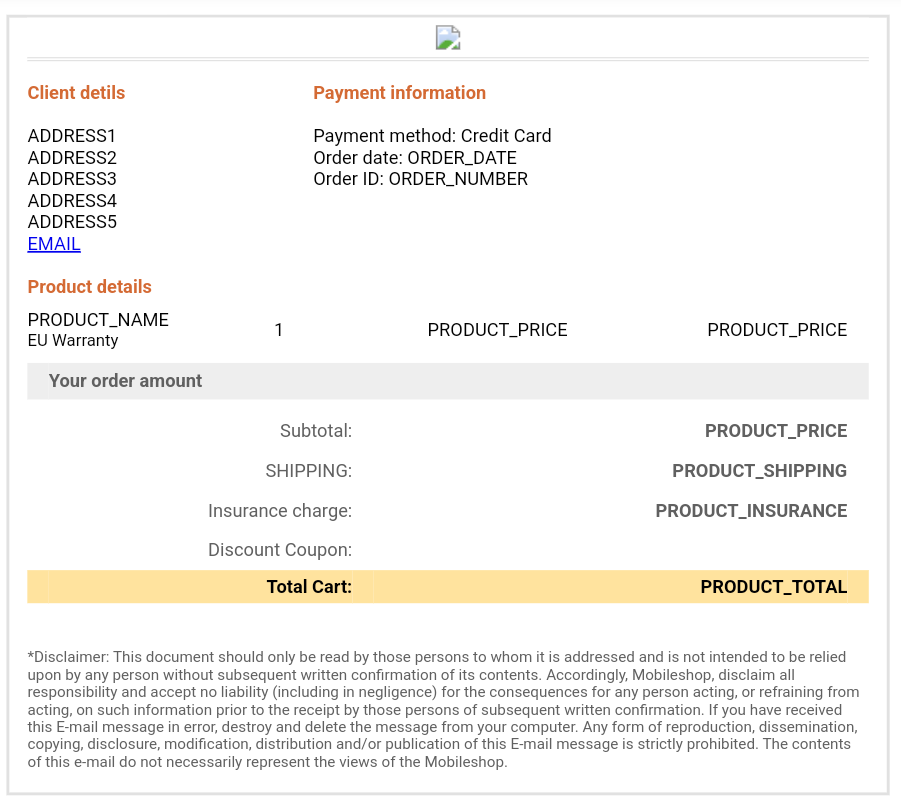 Client detils
Payment information
ADDRESS1
ADDRESS2
ADDRESS3
ADDRESS4
ADDRESS5
EMAIL
Payment method: Credit Card
Order date: ORDER_DATE
Order ID: ORDER_NUMBER
Product details
PRODUCT_NAME
EU Warranty
1
PRODUCT_PRICE
PRODUCT_PRICE
Your order amount
Subtotal: PRODUCT_PRICE
SHIPPING: PRODUCT_SHIPPING
Insurance charge: PRODUCT_INSURANCE
Discount Coupon:
Total Cart: PRODUCT_TOTAL
*Disclaimer: This document should only be read by those persons to whom it is addressed and is not intended to be relied
upon by any person without subsequent written confirmation of its contents. Accordingly, Mobileshop, disclaim all
responsibility and accept no liability (including in negligence) for the consequences for any person acting, or refraining from
acting, on such information prior to the receipt by those persons of subsequent written confirmation. If you have received
this E-mail message in error, destroy and delete the message from your computer. Any form of reproduction, dissemination,
copying, disclosure, modification, distribution and/or publication of this E-mail message is strictly prohibited. The contents
of this e-mail do not necessarily represent the views of the Mobileshop.